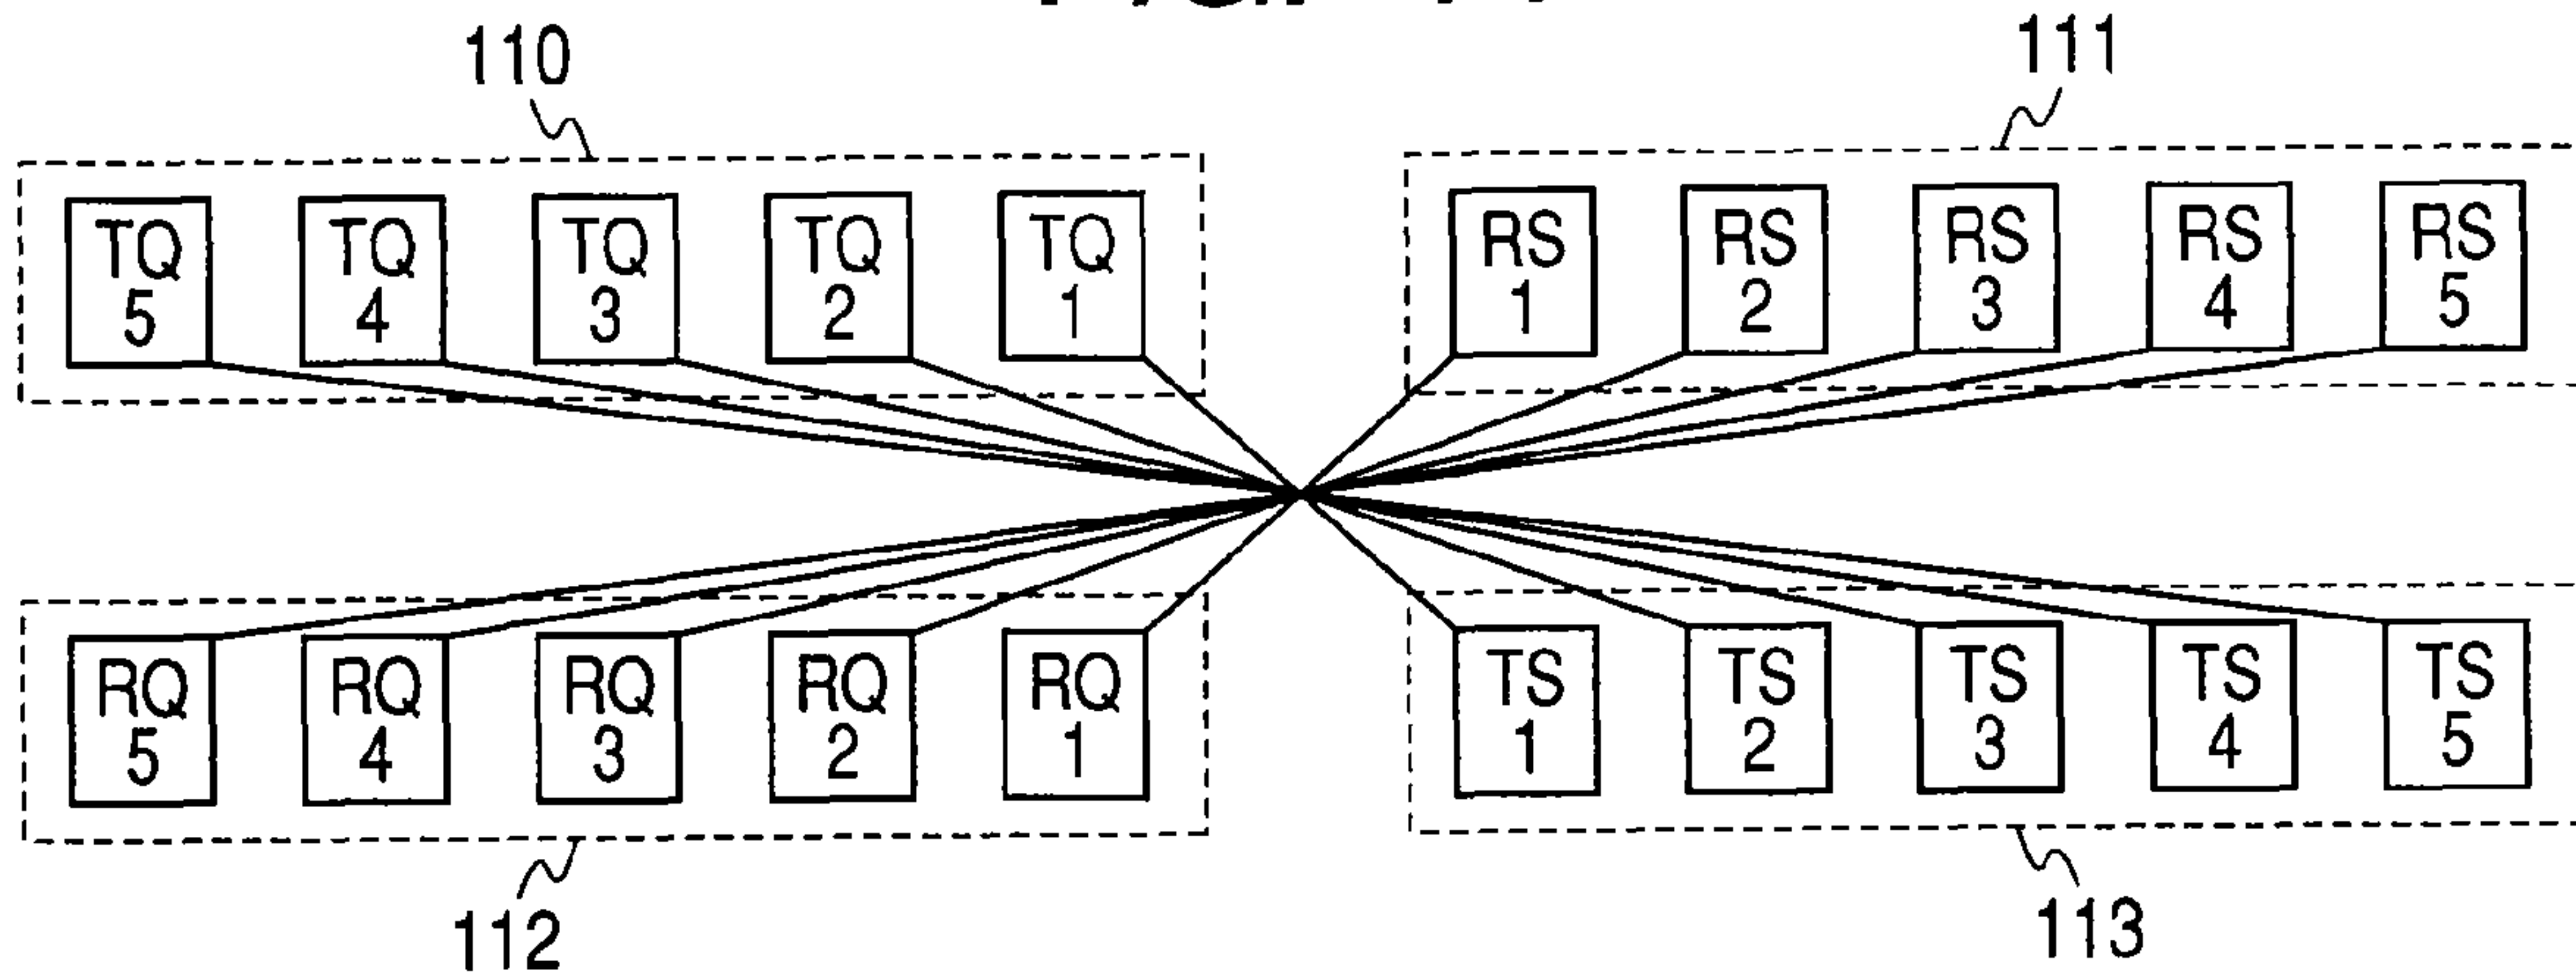 110
111
TQ TQ TQ TQ TQ RS RS RS RS RS
5 4 3 2 1 1 2 3 4 5
RQ RQ RQ RQ RQ TS TS TS TS TS
5 4 3 2 1 1 2 3 4 5
112
113